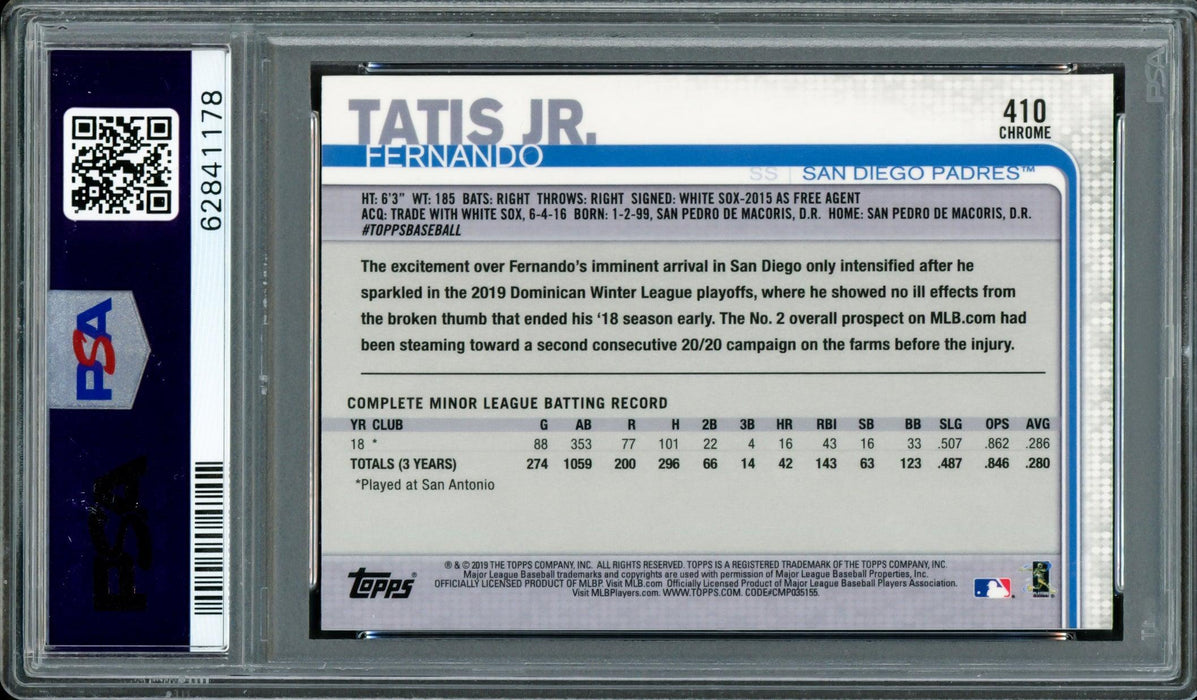 TATIS JR.
FERNANDO
410
CHROME
SS | SAN DIEGO PADRES™
HT: 6'3" WT: 185 BATS: RIGHT THROWS: RIGHT SIGNED: WHITE SOX-2015 AS FREE AGENT
ACQ: TRADE WITH WHITE SOX, 6-4-16 BORN: 1-2-99, SAN PEDRO DE MACORIS, D.R. HOME: SAN PEDRO DE MACORIS, D.R.
#TOPPSBASEBALL
The excitement over Fernando's imminent arrival in San Diego only intensified after he
sparkled in the 2019 Dominican Winter League playoffs, where he showed no ill effects from
the broken thumb that ended his '18 season early. The No. 2 overall prospect on MLB.com had
been steaming toward a second consecutive 20/20 campaign on the farms before the injury.
COMPLETE MINOR LEAGUE BATTING RECORD
YR CLUB G AB R H 2B 3B HR RBI SB BB SLG OPS AVG
18 * 88 353 77 101 22 4 16 43 16 33 .507 .862 .286
TOTALS (3 YEARS) 274 1059 200 296 66 14 42 143 63 123 .487 .846 .280
*Played at San Antonio
topps®
® & © 2019 THE TOPPS COMPANY, INC. ALL RIGHTS RESERVED. TOPPS IS A REGISTERED TRADEMARK OF THE TOPPS COMPANY, INC.
Major League Baseball trademarks and copyrights are used with permission of Major League Baseball Properties, Inc.
OFFICIALLY LICENSED PRODUCT OF MLBP Visit MLB.com Officially Licensed Product of Major League Baseball Players Association.
Visit MLBPlayers.com. WWW.TOPPS.COM. CODE#CMP035155.
62841178
PSA
PSA
PSA